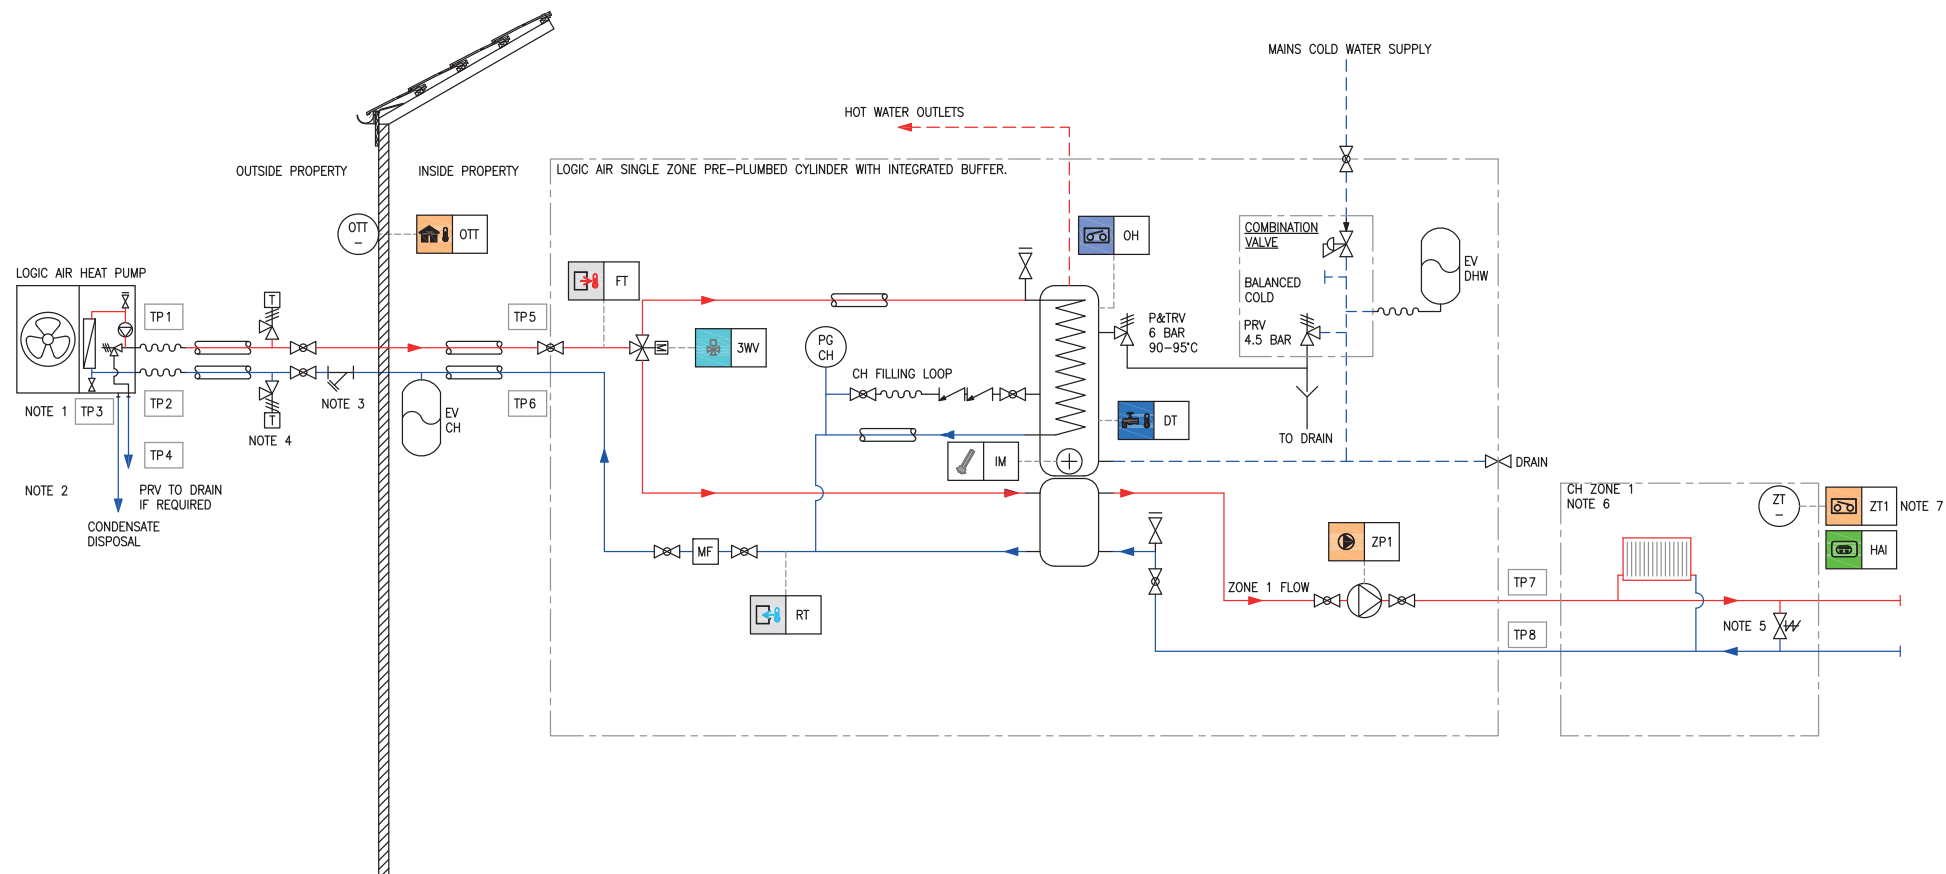 MAINS COLD WATER SUPPLY
HOT WATER OUTLETS
OUTSIDE PROPERTY
INSIDE PROPERTY
LOGIC AIR SINGLE ZONE PRE-PLUMBED CYLINDER WITH INTEGRATED BUFFER.
OTT
-
OTT
OH
COMBINATION
VALVE
BALANCED
COLD
PRV
4.5 BAR
EV
DHW
LOGIC AIR HEAT PUMP
FT
TP1
T
TP5
3WV
PG
CH
P&TRV
6 BAR
90-95°C
CH FILLING LOOP
NOTE 1
TP3
TP2
T
NOTE 4
NOTE 3
EV
CH
TP6
DT
TO DRAIN
TP4
IM
DRAIN
NOTE 2
PRV TO DRAIN
IF REQUIRED
CONDENSATE
DISPOSAL
CH ZONE 1
NOTE 6
ZT
-
ZT1
NOTE 7
HAI
MF
M
ZP1
RT
ZONE 1 FLOW
TP7
TP8
NOTE 5